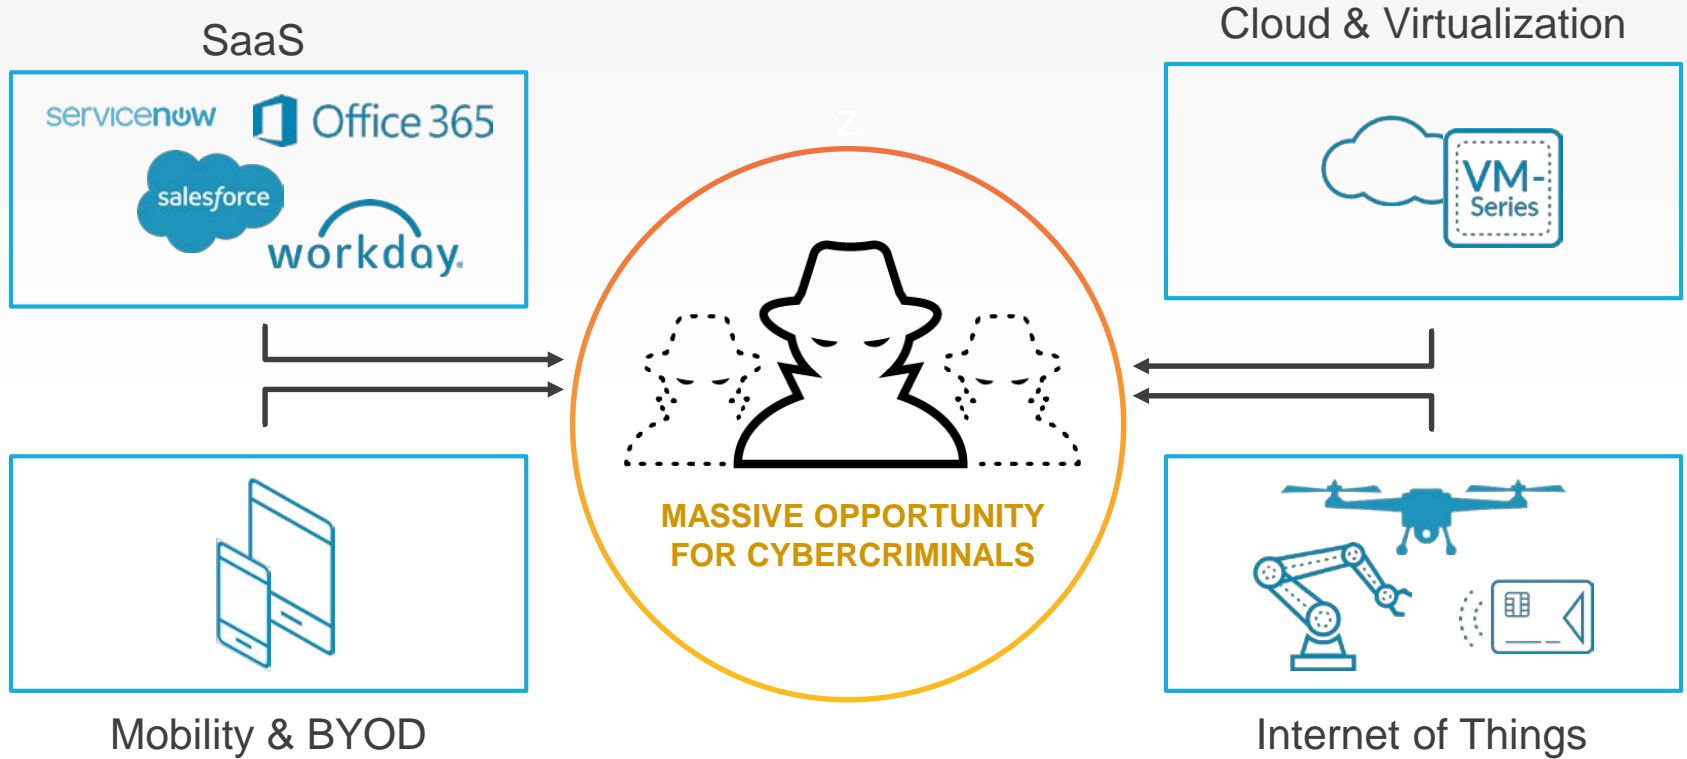 SaaS
Cloud & Virtualization
servicenow
Office 365
salesforce
workday.
z
VM-
Series
MASSIVE OPPORTUNITY
FOR CYBERCRIMINALS
Mobility & BYOD
Internet of Things